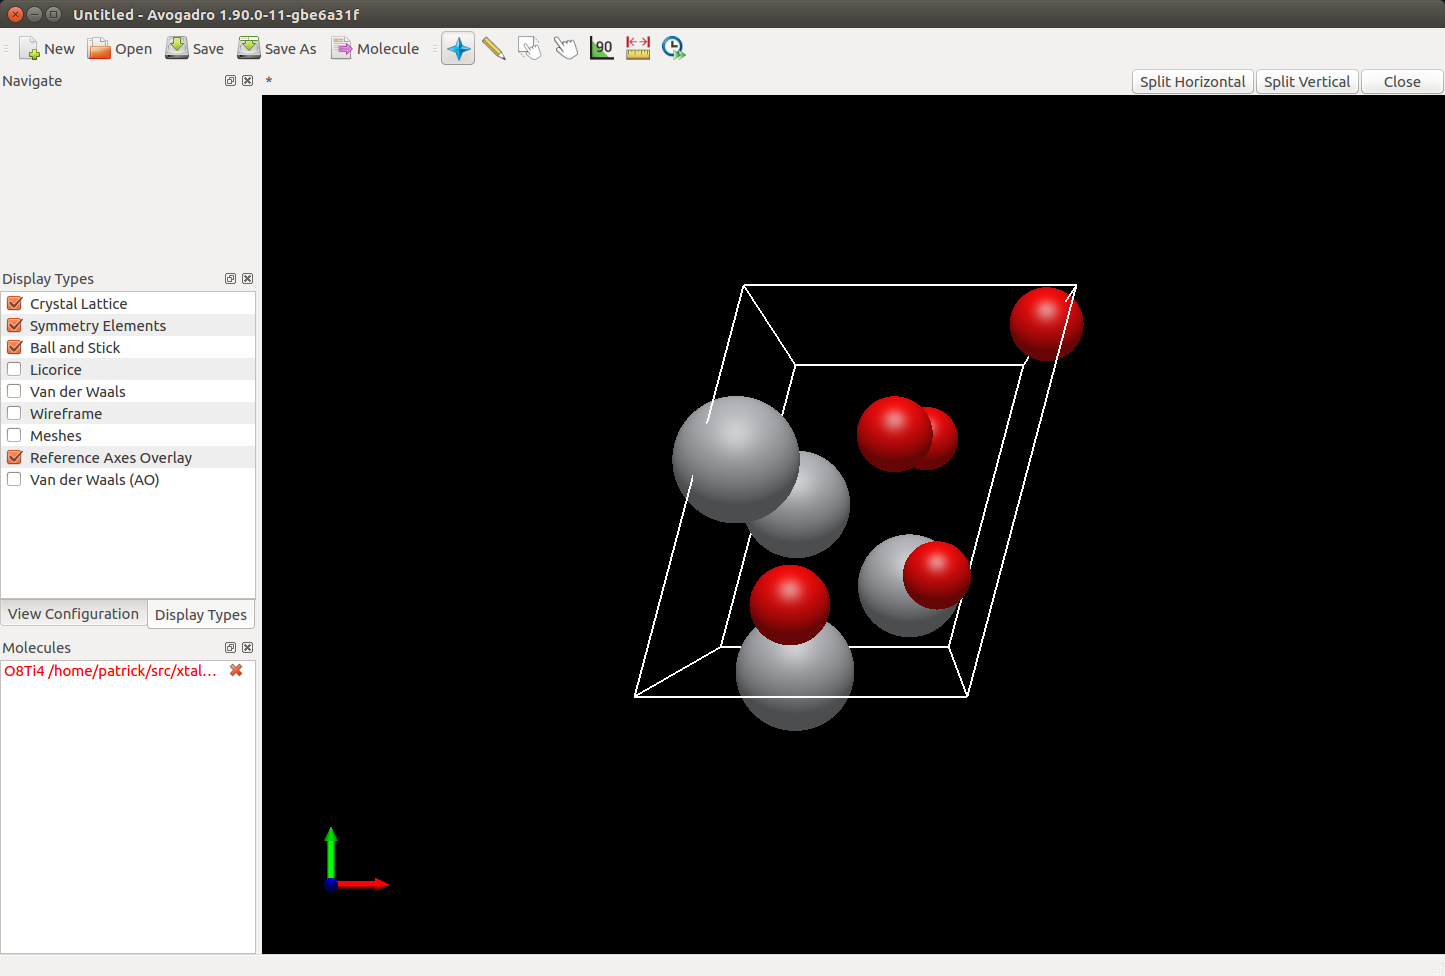 Untitled - Avogadro 1.90.0-11-gbe6a31f
New Open Save Save As Molecule 90
Navigate
*
Split Horizontal Split Vertical Close
Display Types
Crystal Lattice
Symmetry Elements
Ball and Stick
Licorice
Van der Waals
Wireframe
Meshes
Reference Axes Overlay
Van der Waals (AO)
View Configuration Display Types
Molecules
O8Ti4 /home/patrick/src/xtal...